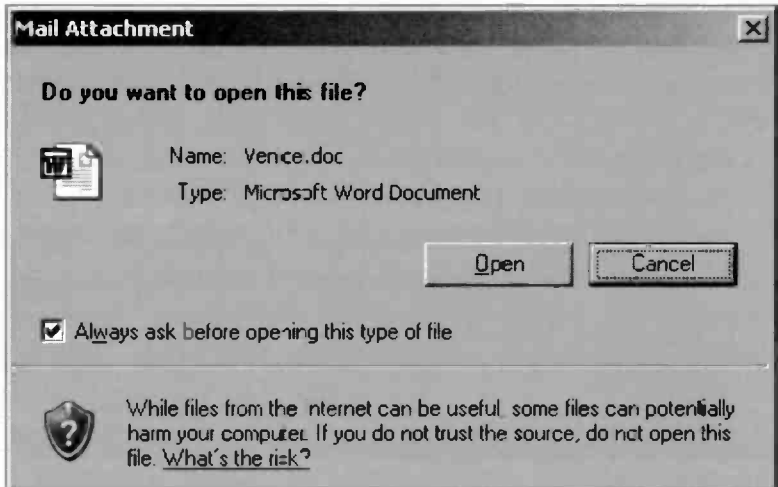 Mail Attachment
Do you want to open this file?
W
Name: Venice.doc
Type: Microsoft Word Document
Open Cancel
Always ask before opening this type of file
While files from the nternet can be useful some files can potentially
harm your computer. If you do not trust the source, do not open this
file. What's the risk?